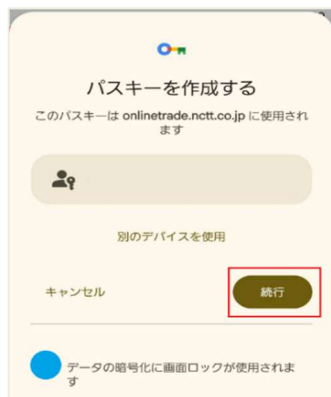 パスキーを作成する
このパスキーは onlinetrade.nctt.co.jp に使用され
ます
別のデバイスを使用
キャンセル
続行
データの暗号化に画面ロックが使用されま
す